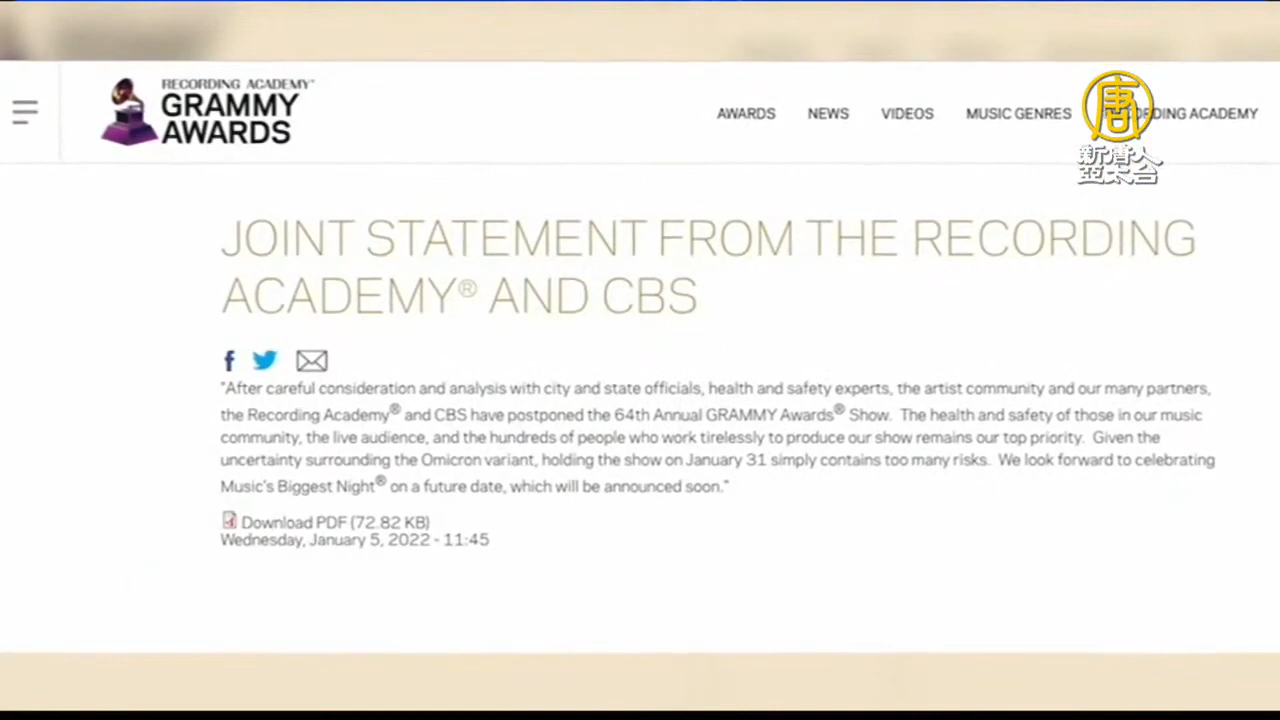 RECORDING ACADEMY™
GRAMMY
AWARDS
AWARDS NEWS VIDEOS MUSIC GENRES RECORDING ACADEMY
唐
新唐人
亞太台
JOINT STATEMENT FROM THE RECORDING
ACADEMY® AND CBS
"After careful consideration and analysis with city and state officials, health and safety experts, the artist community and our many partners,
the Recording Academy® and CBS have postponed the 64th Annual GRAMMY Awards® Show. The health and safety of those in our music
community, the live audience, and the hundreds of people who work tirelessly to produce our show remains our top priority. Given the
uncertainty surrounding the Omicron variant, holding the show on January 31 simply contains too many risks. We look forward to celebrating
Music's Biggest Night® on a future date, which will be announced soon."
Download PDF (72.82 KB)
Wednesday, January 5, 2022 - 11:45